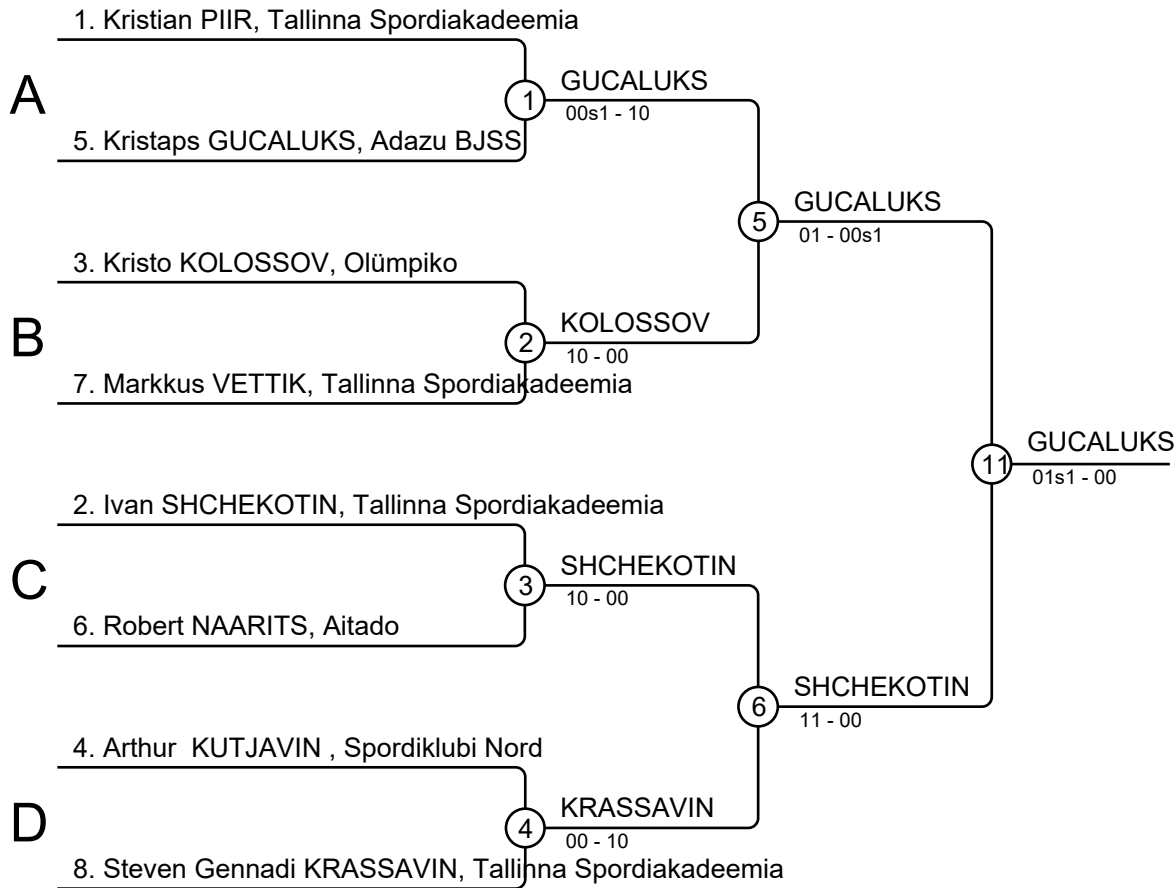 1. Kristian PIIR, Tallinna Spordiakadeemia
A
1
GUCALUKS
00s1 - 10
5. Kristaps GUCALUKS, Adazu BJSS
5
GUCALUKS
01 - 00s1
3. Kristo KOLOSSOV, Olümpiko
B
2
KOLOSSOV
10 - 00
7. Markkus VETTIK, Tallinna Spordiakadeemia
11
GUCALUKS
01s1 - 00
2. Ivan SHCHEKOTIN, Tallinna Spordiakadeemia
C
3
SHCHEKOTIN
10 - 00
6. Robert NAARITS, Aitado
6
SHCHEKOTIN
11 - 00
4. Arthur  KUTJAVIN , Spordiklubi Nord
D
4
KRASSAVIN
00 - 10
8. Steven Gennadi KRASSAVIN, Tallinna Spordiakadeemia